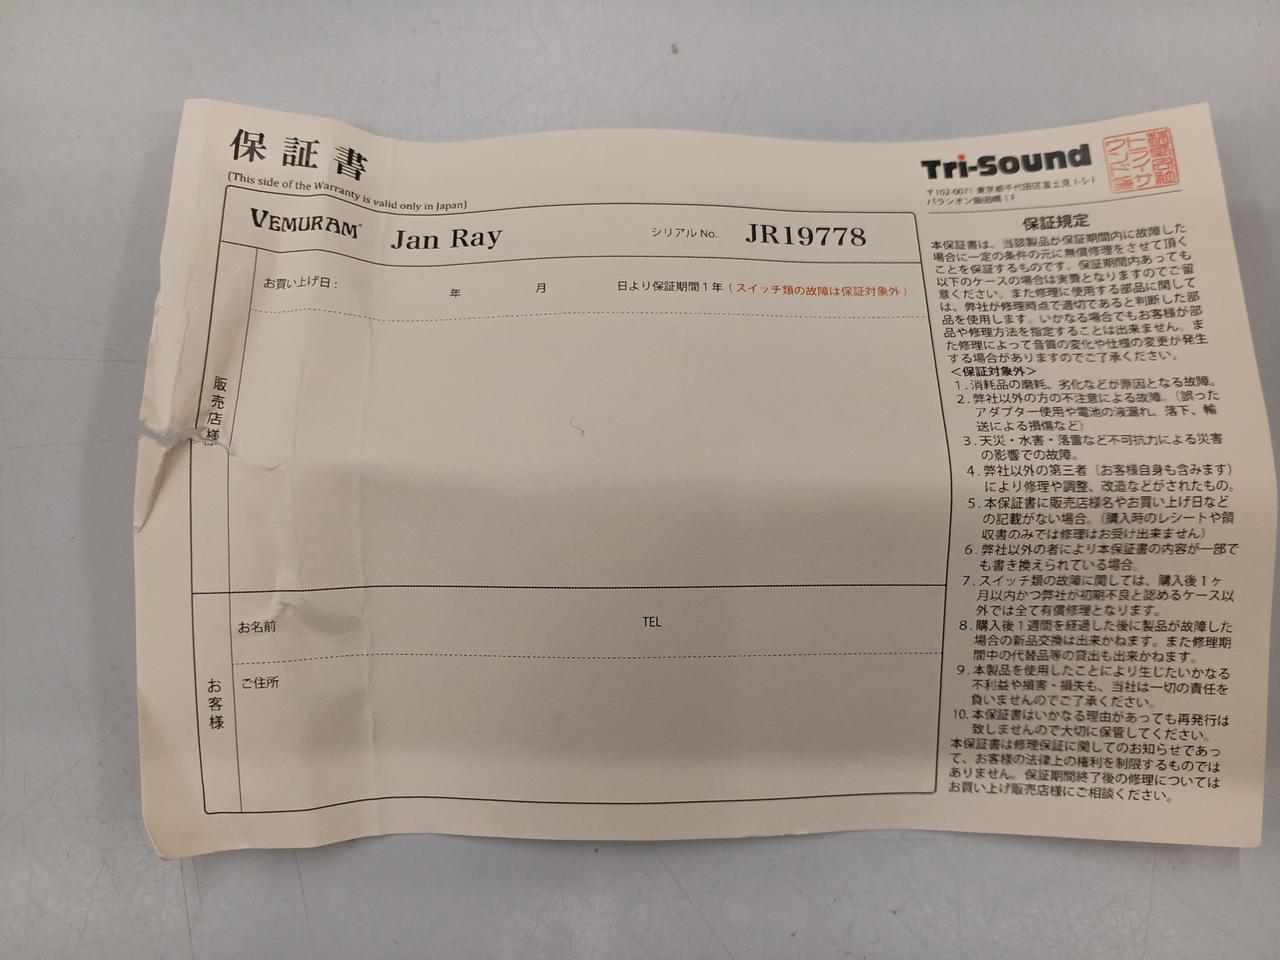 保証書
(This side of the Warranty is valid only in Japan)
VEMURAM® Jan Ray シリアル No. JR19778
お買い上げ日： 年 月 日より保証期間１年（スイッチ類の故障は保証対象外）
販売店様
お名前 TEL
ご住所
お客様
Tri-Sound
〒102-0071 東京都千代田区富士見 1-5-1
パラシオン飯田橋 1F
トライサウンド
保証規定
本保証書は、当該製品が保証期間内に故障した
場合に一定の条件の元に無償修理をさせて頂く
ことを保証するものです。保証期間内あっても
以下のケースの場合は実費となりますのでご留
意ください。また修理に使用する部品に関して
は、弊社が修理時点で適切であると判断した部
品を使用します。いかなる場合でもお客様が部
品や修理方法を指定することは出来ません。ま
た修理によって音質の変化や仕様の変更が発生
する場合がありますのでご了承ください。
＜保証対象外＞
1. 消耗品の磨耗、劣化などが原因となる故障。
2. 弊社以外の方の不注意による故障。（誤った
アダプター使用や電池の液漏れ、落下、輸
送による損傷など）
3. 天災・水害・落雷など不可抗力による災害
の影響での故障。
4. 弊社以外の第三者（お客様自身も含みます）
により修理や調整、改造などがされたもの。
5. 本保証書に販売店様名やお買い上げ日など
の記載がない場合。（購入時のレシートや領
収書のみでは修理はお受け出来ません）
6. 弊社以外の者により本保証書の内容が一部で
も書き換えられている場合。
7. スイッチ類の故障に関しては、購入後１ヶ
月以内かつ弊社が初期不良と認めるケース以
外では全て有償修理となります。
8. 購入後１週間を経過した後に製品が故障した
場合の新品交換は出来かねます。また修理期
間中の代替品等の貸出も出来かねます。
9. 本製品を使用したことにより生じたいかなる
不利益や損害・損失も、当社は一切の責任を
負いませんのでご了承ください。
10. 本保証書はいかなる理由があっても再発行は
致しませんので大切に保管してください。
本保証書は修理保証に関してのお知らせであっ
て、お客様の法律上の権利を制限するものでは
ありません。保証期間終了後の修理については
お買い上げ販売店様にご相談ください。